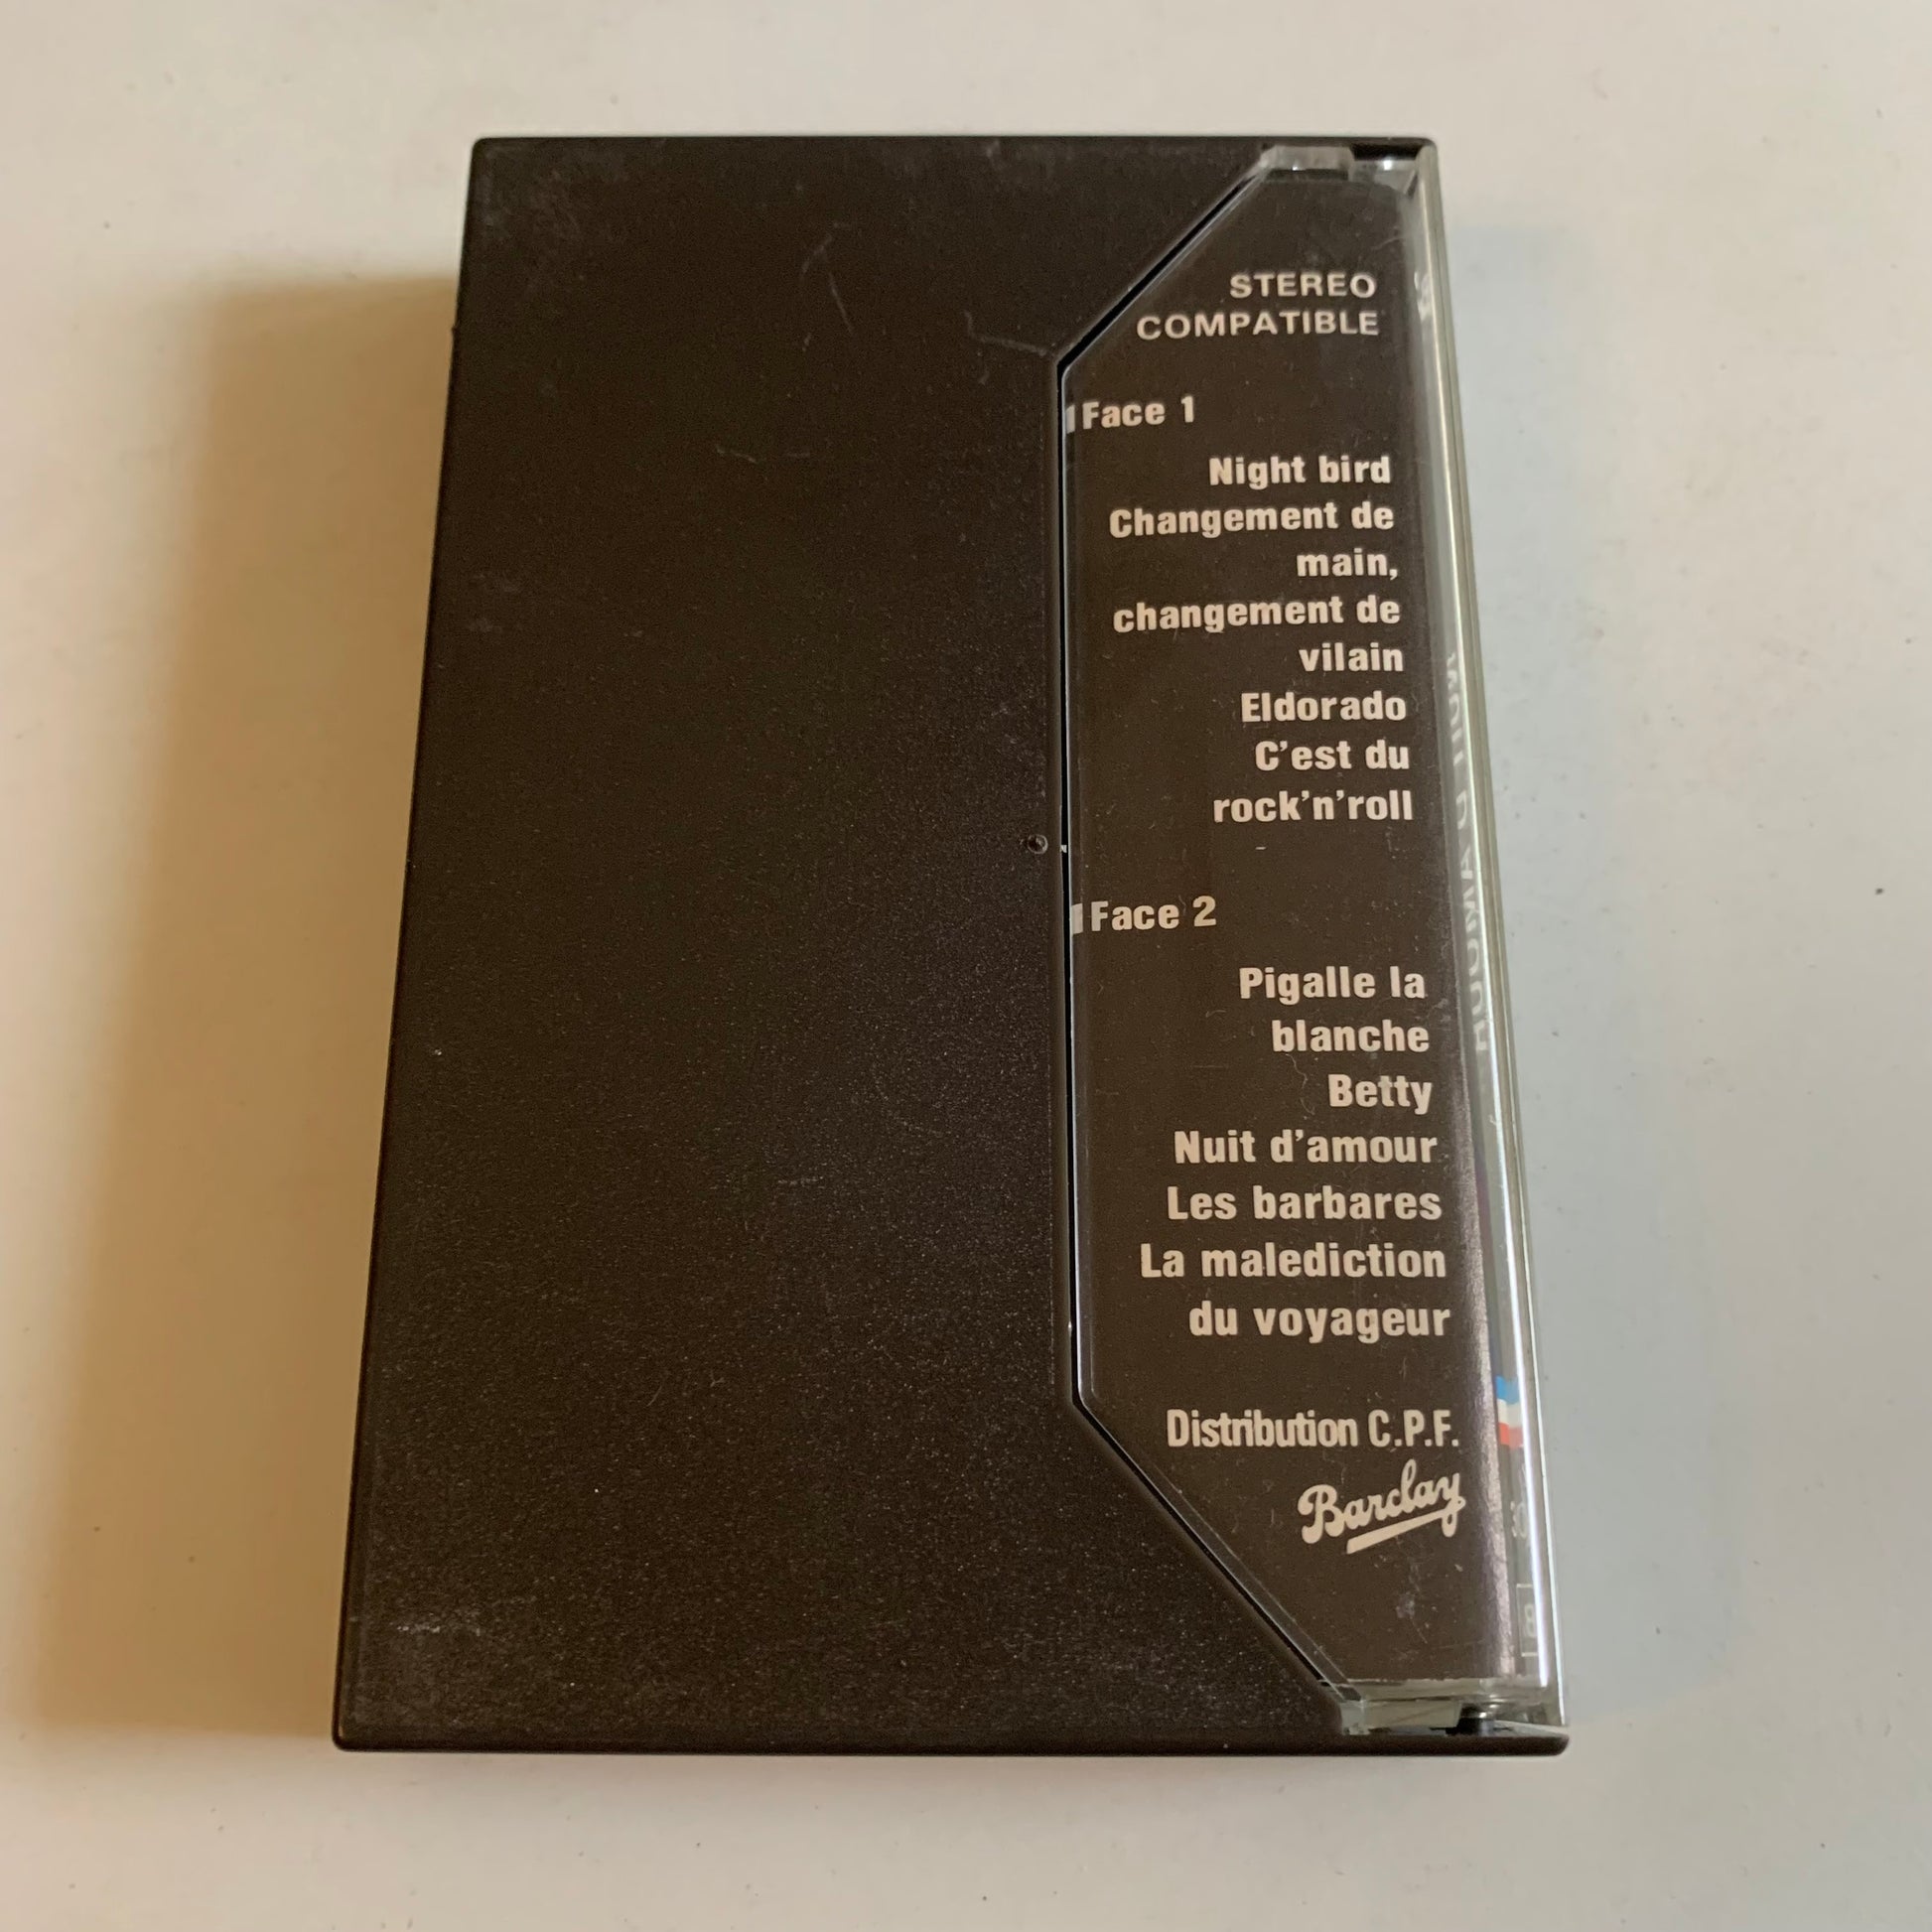 STEREO
COMPATIBLE
Face 1
Night bird
Changement de
main,
changement de
vilain
Eldorado
C'est du
rock'n'roll
Face 2
Pigalle la
blanche
Betty
Nuit d'amour
Les barbares
La malediction
du voyageur
Distribution C.P.F.
Barclay